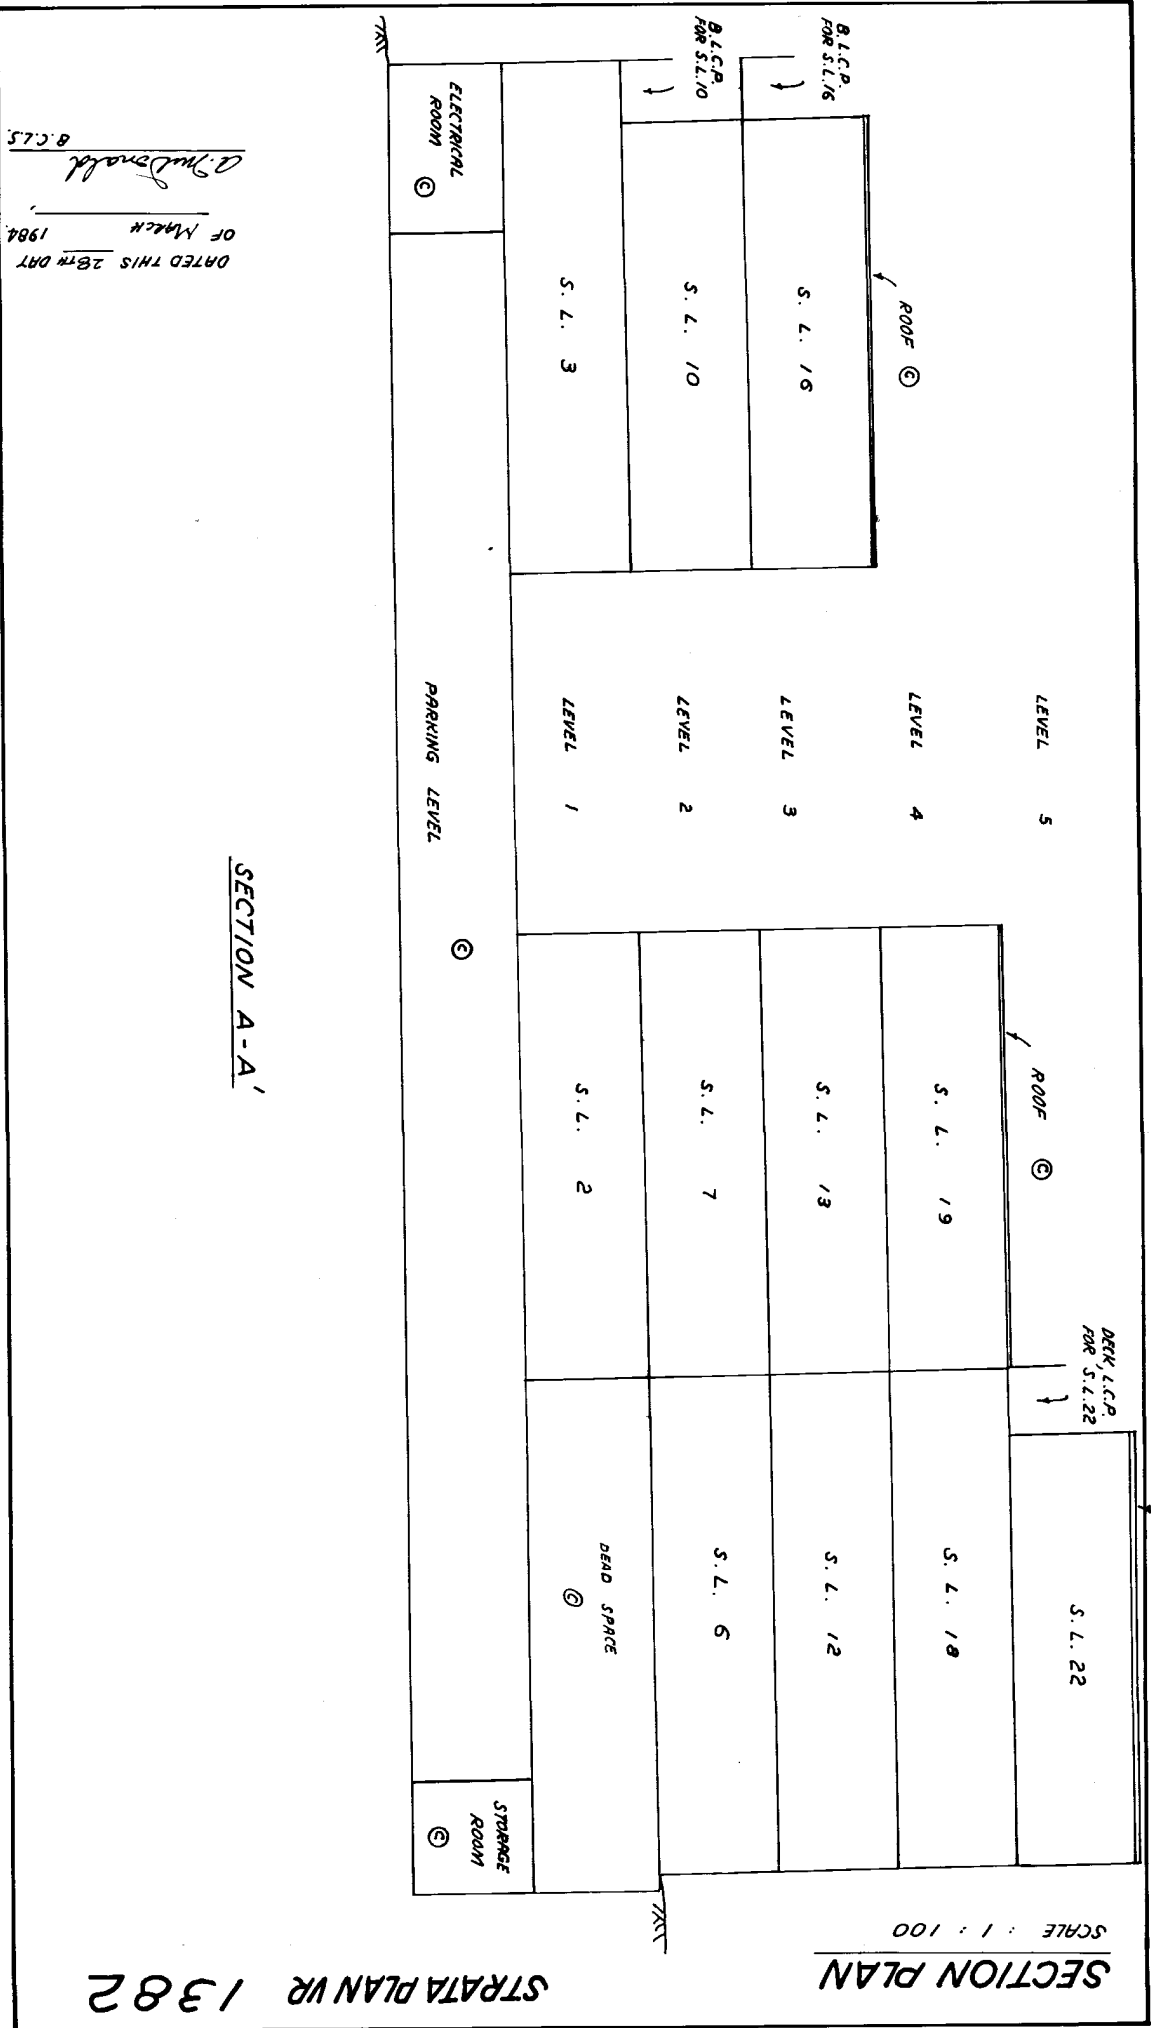 SECTION PLAN
SCALE : 1 : 100
STRATA PLAN VR 1382
S. L. 22
DECK, L.C.P.
FOR S.L.22
ROOF ©
LEVEL 5
S. L. 19
S. L. 18
LEVEL 4
ROOF ©
B.L.C.P.
FOR S.L.16
S. L. 16
LEVEL 3
S. L. 13
S. L. 12
B.L.C.P.
FOR S.L.10
S. L. 10
LEVEL 2
S. L. 7
S. L. 6
S. L. 3
LEVEL 1
S. L. 2
DEAD SPACE
©
ELECTRICAL
ROOM
©
PARKING LEVEL ©
STORAGE
ROOM
©
SECTION A-A'
DATED THIS 28TH DAY
OF MARCH 1984.
A. McDonald
B.C.L.S.